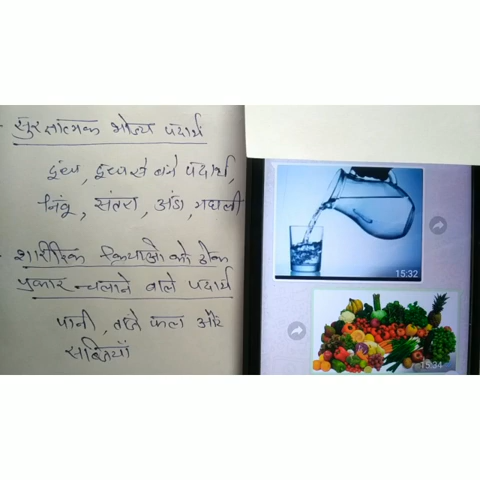 सुरक्षात्मक भोज्य पदार्थ
दूध, दूध से बने पदार्थ,
निंबू, संतरा, अंडा, मछली
शारीरिक क्रियाओं को ठीक
प्रकार चलाने वाले पदार्थ
पानी, ताजे फल और
सब्जियाँ
15:32
15:34